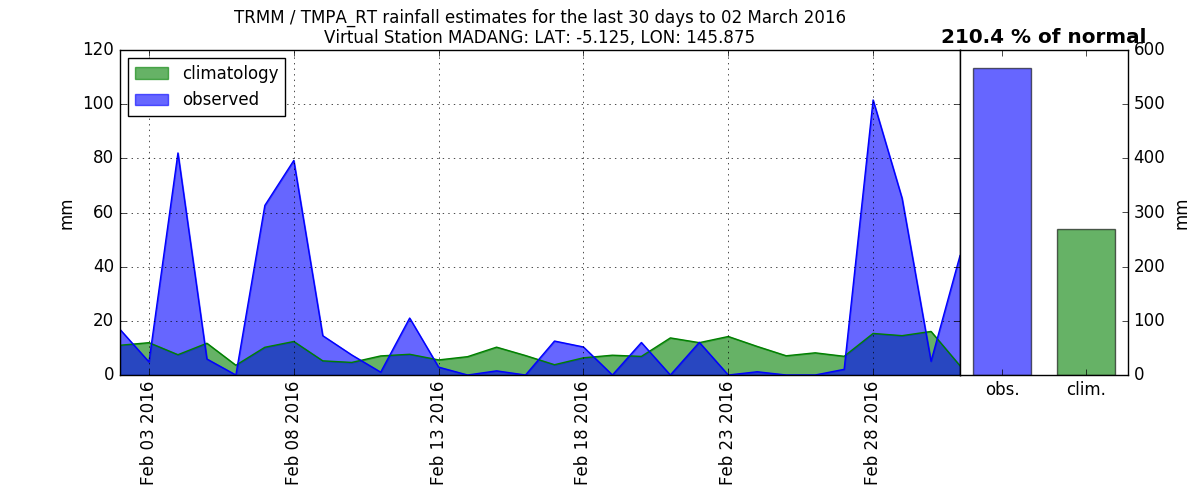 TRMM / TMPA_RT rainfall estimates for the last 30 days to 02 March 2016
Virtual Station MADANG: LAT: -5.125, LON: 145.875
210.4 % of normal
climatology
observed
mm
120
100
80
60
40
20
0
Feb 03 2016
Feb 08 2016
Feb 13 2016
Feb 18 2016
Feb 23 2016
Feb 28 2016
600
500
400
300
200
100
0
mm
obs.
clim.